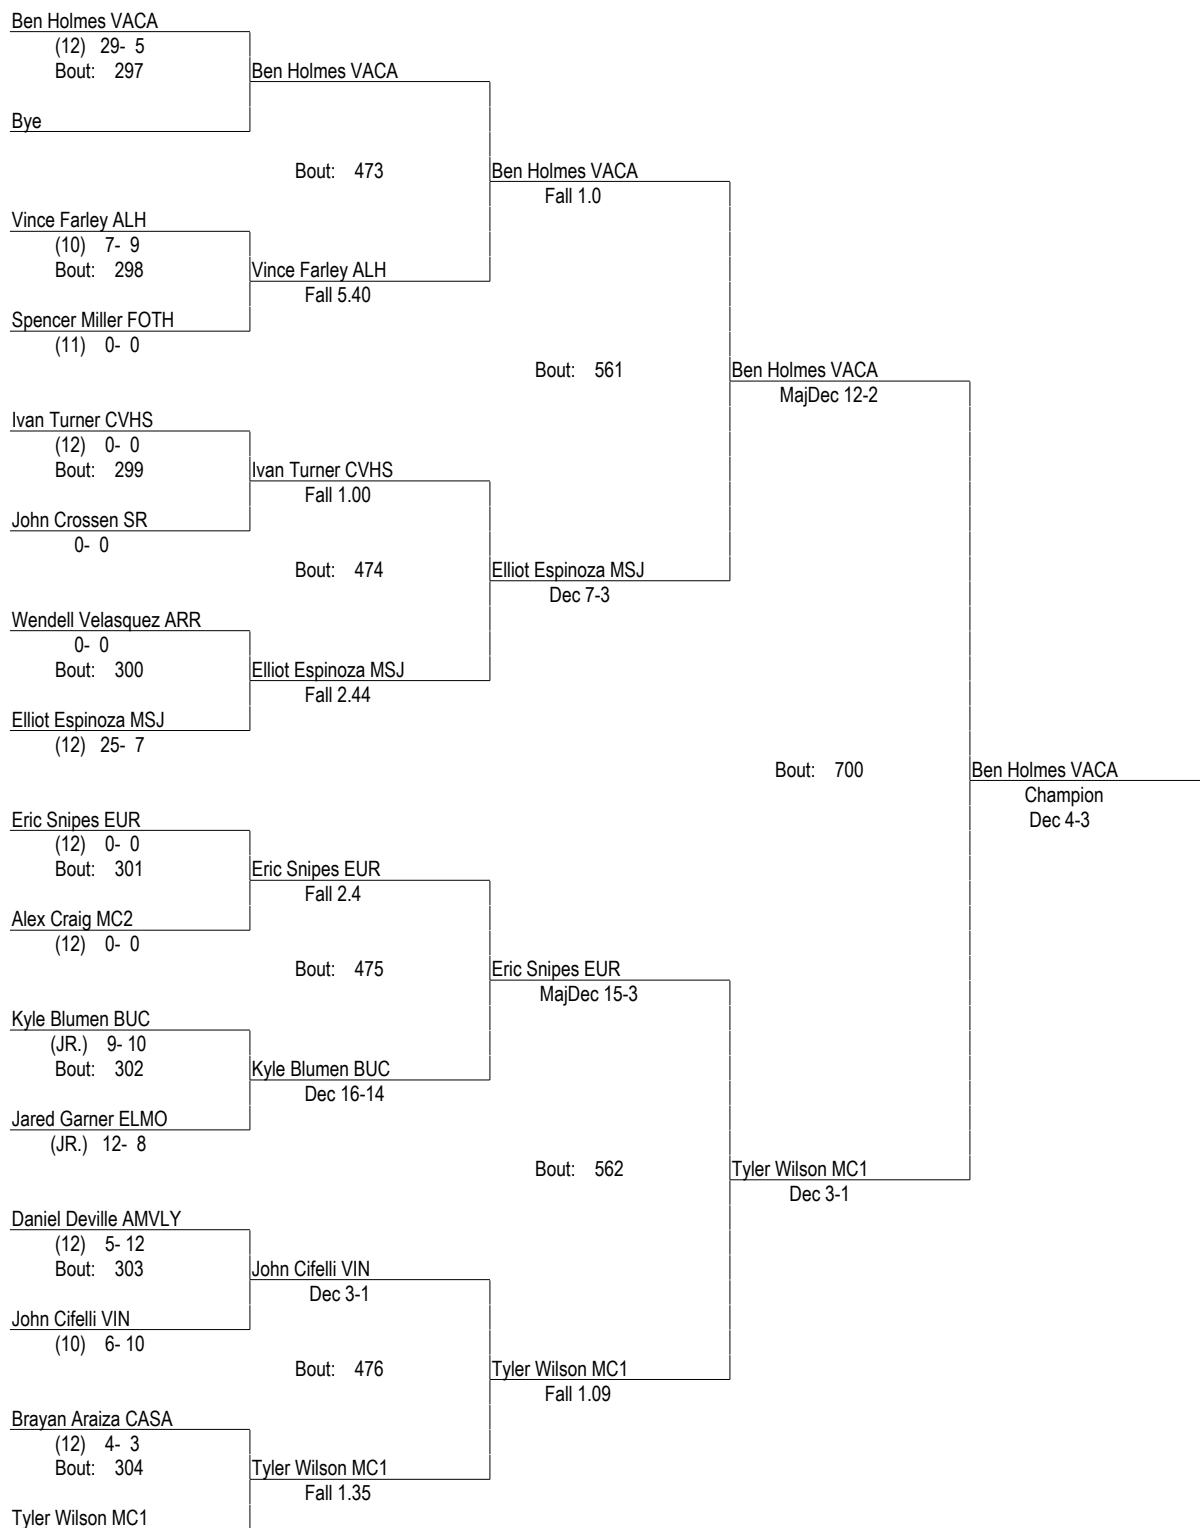 Ben Holmes VACA
(12) 29- 5
Bout: 297
Ben Holmes VACA
Bye
Bout: 473
Ben Holmes VACA
Fall 1.0
Vince Farley ALH
(10) 7- 9
Bout: 298
Vince Farley ALH
Fall 5.40
Spencer Miller FOTH
(11) 0- 0
Bout: 561
Ben Holmes VACA
MajDec 12-2
Ivan Turner CVHS
(12) 0- 0
Bout: 299
Ivan Turner CVHS
Fall 1.00
John Crossen SR
0- 0
Bout: 474
Elliot Espinoza MSJ
Dec 7-3
Wendell Velasquez ARR
0- 0
Bout: 300
Elliot Espinoza MSJ
Fall 2.44
Elliot Espinoza MSJ
(12) 25- 7
Bout: 700
Ben Holmes VACA
Champion
Dec 4-3
Eric Snipes EUR
(12) 0- 0
Bout: 301
Eric Snipes EUR
Fall 2.4
Alex Craig MC2
(12) 0- 0
Bout: 475
Eric Snipes EUR
MajDec 15-3
Kyle Blumen BUC
(JR.) 9- 10
Bout: 302
Kyle Blumen BUC
Dec 16-14
Jared Garner ELMO
(JR.) 12- 8
Bout: 562
Tyler Wilson MC1
Dec 3-1
Daniel Deville AMVLY
(12) 5- 12
Bout: 303
John Cifelli VIN
Dec 3-1
John Cifelli VIN
(10) 6- 10
Bout: 476
Tyler Wilson MC1
Fall 1.09
Brayan Araiza CASA
(12) 4- 3
Bout: 304
Tyler Wilson MC1
Fall 1.35
Tyler Wilson MC1